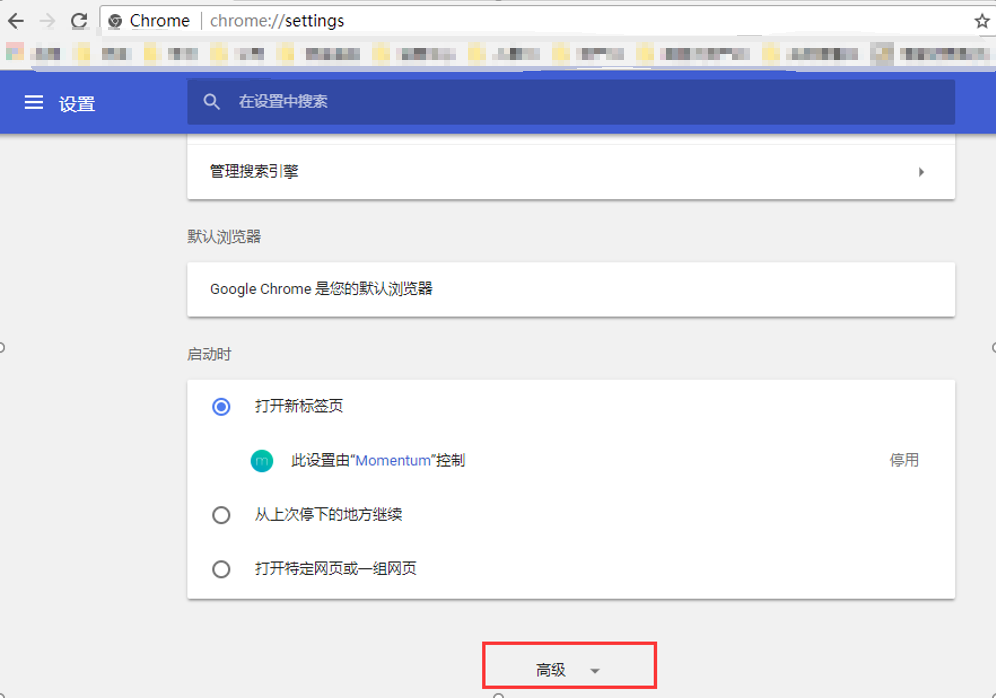 Chrome chrome://settings
设置
在设置中搜索
管理搜索引擎
默认浏览器
Google Chrome 是您的默认浏览器
启动时
打开新标签页
m 此设置由“Momentum”控制 停用
从上次停下的地方继续
打开特定网页或一组网页
高级